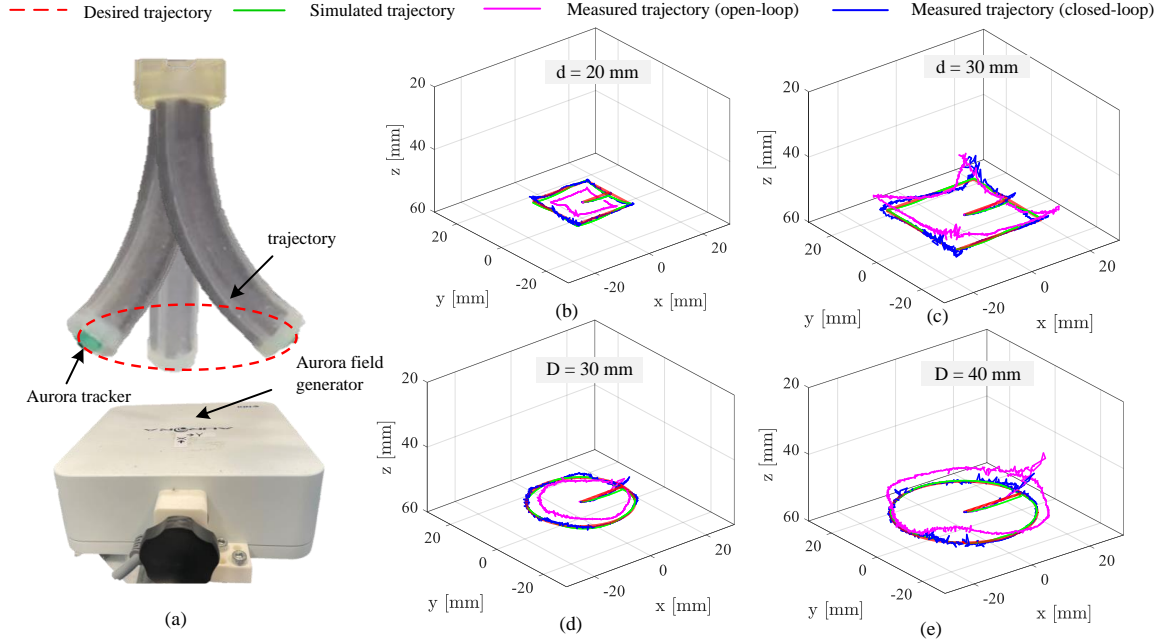 Desired trajectory Simulated trajectory Measured trajectory (open-loop) Measured trajectory (closed-loop)
trajectory
Aurora field
generator
Aurora tracker
AURORA
(a)
d = 20 mm
20
40
60
z [mm]
20
0
-20
y [mm]
-20
0
20
x [mm]
(b)
d = 30 mm
20
40
60
z [mm]
20
0
-20
y [mm]
-20
0
20
x [mm]
(c)
D = 30 mm
20
40
60
z [mm]
20
0
-20
y [mm]
-20
0
20
x [mm]
(d)
D = 40 mm
20
40
60
z [mm]
20
0
-20
y [mm]
-20
0
20
x [mm]
(e)